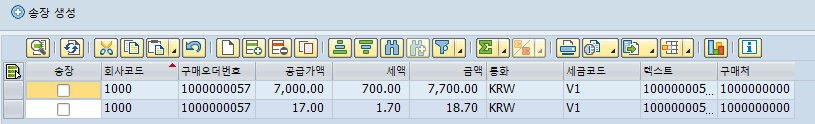 송장 생성
송장 회사코드 구매오더번호 공급가액 세액 금액 통화 세금코드 텍스트 구매처
1000 1000000057 7,000.00 700.00 7,700.00 KRW V1 100000005... 1000000000
1000 1000000057 17.00 1.70 18.70 KRW V1 100000005... 1000000000